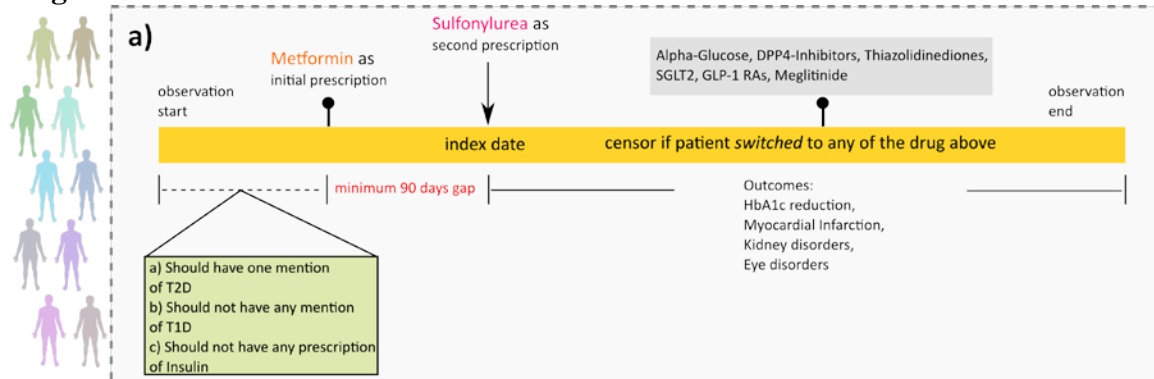 a)
Sulfonylurea as
second prescription
Metformin as
initial prescription
Alpha-Glucose, DPP4-Inhibitors, Thiazolidinediones,
SGLT2, GLP-1 RAs, Meglitinide
observation
start
observation
end
index date
censor if patient switched to any of the drug above
minimum 90 days gap
Outcomes:
HbA1c reduction,
Myocardial Infarction,
Kidney disorders,
Eye disorders
a) Should have one mention
of T2D
b) Should not have any mention
of T1D
c) Should not have any prescription
of Insulin